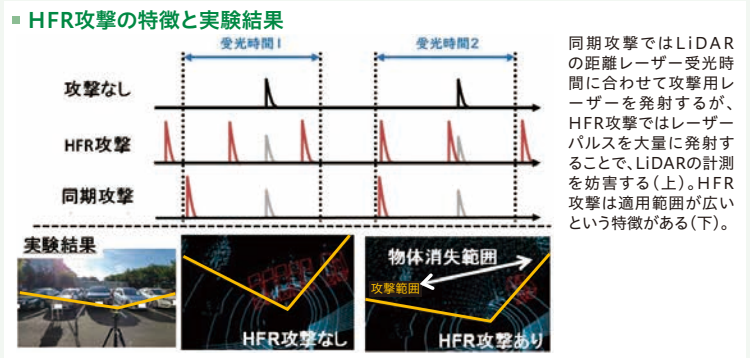 HFR攻撃の特徴と実験結果
受光時間1
受光時間2
攻撃なし
HFR攻撃
同期攻撃
同期攻撃ではLiDAR
の距離レーザー受光時
間に合わせて攻撃用レ
ーザーを発射するが、
HFR攻撃ではレーザー
パルスを大量に発射す
ることで、LiDARの計測
を妨害する(上)。HFR
攻撃は適用範囲が広い
という特徴がある(下)。
実験結果
HFR攻撃なし
物体消失範囲
攻撃範囲
HFR攻撃あり